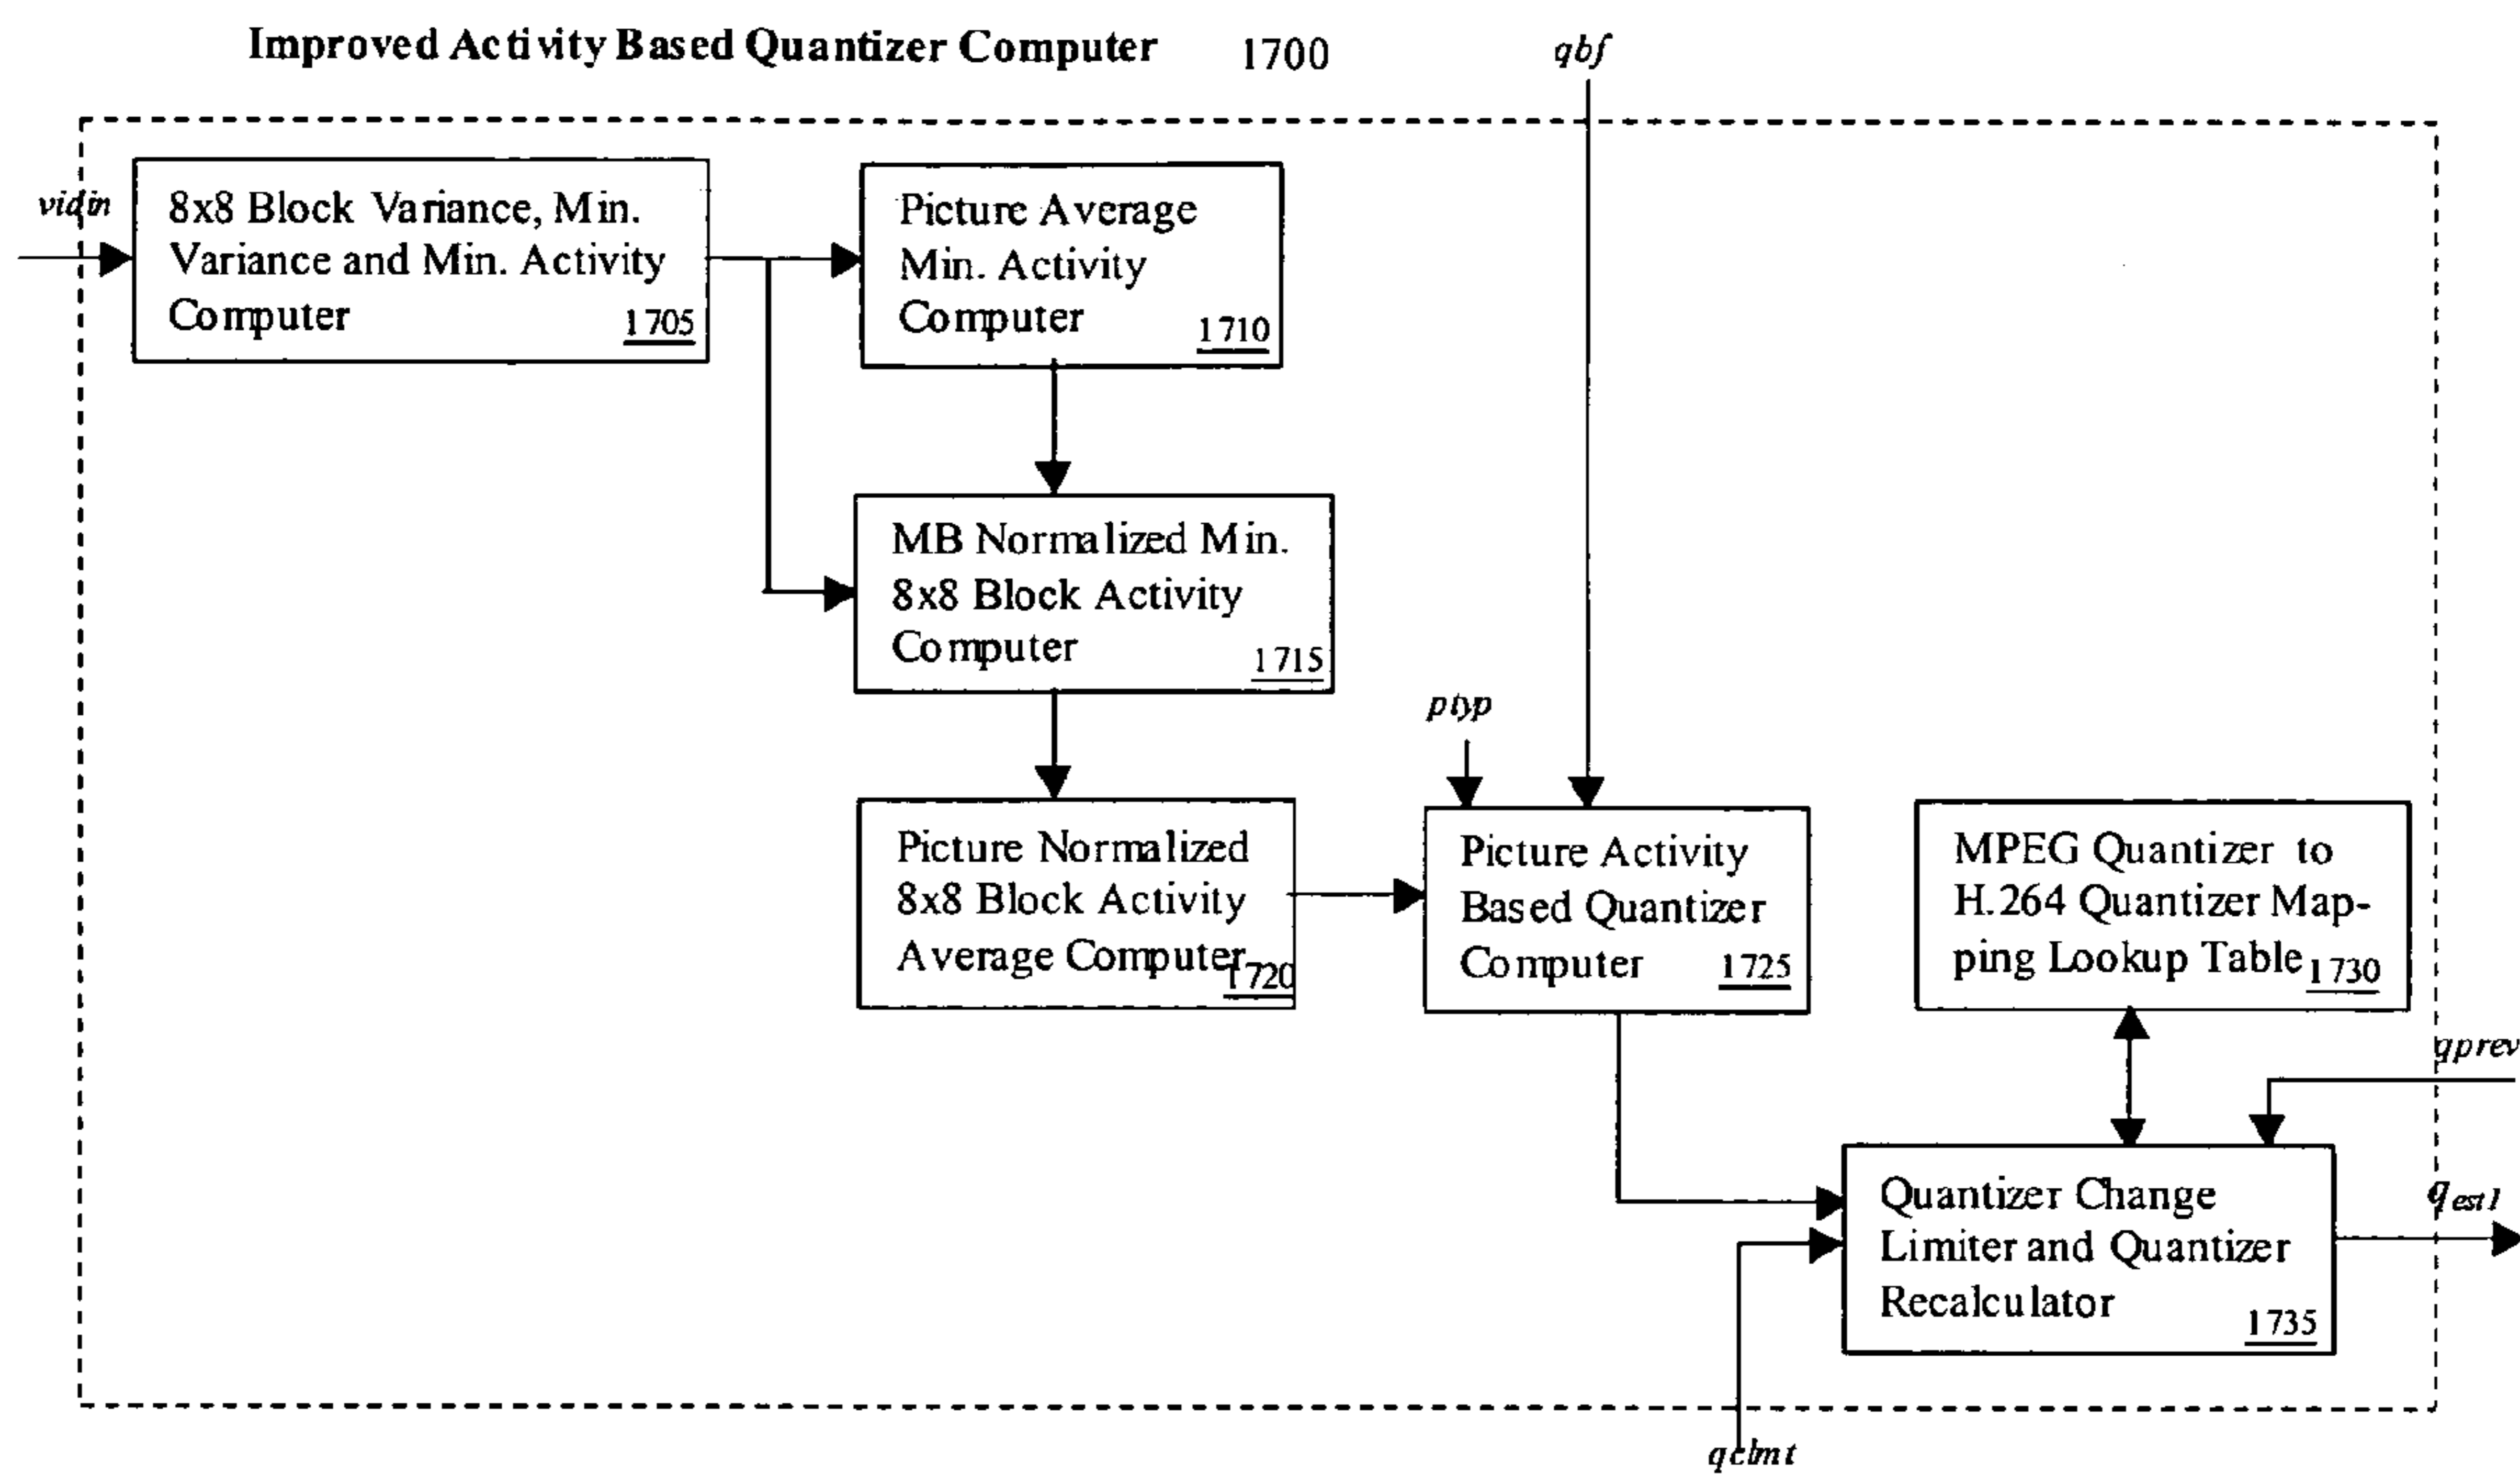 Improved Activity Based Quantizer Computer 1700
qbf
vidin
8x8 Block Variance, Min.
Variance and Min. Activity
Computer
1705
Picture Average
Min. Activity
Computer
1710
MB Normalized Min.
8x8 Block Activity
Computer
1715
ptyp
Picture Normalized
8x8 Block Activity
Average Computer
1720
Picture Activity
Based Quantizer
Computer
1725
MPEG Quantizer to
H.264 Quantizer Map-
ping Lookup Table
1730
qprev
Quantizer Change
Limiter and Quantizer
Recalculator
1735
qest1
qclmt